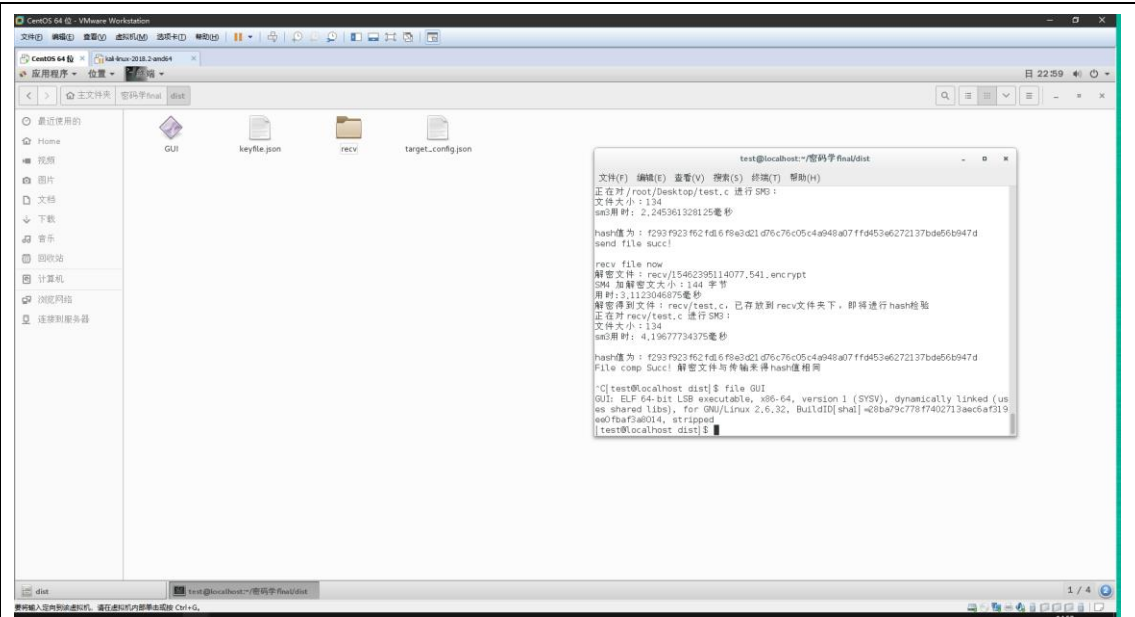 CentOS 64 位 - VMware Workstation
文件(F) 编辑(E) 查看(V) 虚拟机(M) 选项卡(T) 帮助(H)
CentOS 64 位 × kali-linux-2018.2-amd64 ×
应用程序 位置 终端 日 22:59
主文件夹 密码学final dist
最近使用的
Home
视频
图片
文档
下载
音乐
回收站
计算机
浏览网络
连接到服务器
GUI keyfile.json recv target_config.json
test@localhost:~/密码学final/dist
文件(F) 编辑(E) 查看(V) 搜索(S) 终端(T) 帮助(H)
正在对/root/Desktop/test.c 进行SM3：
文件大小：134
sm3用时: 2.245361328125毫秒
hash值为：f293f923f62fd16f8e3d21d76c76c05c4a948a07ffd453e6272137bde56b947d
send file succ!
recv file now
解密文件：recv/15462395114077.541.encrypt
SM4 加解密文大小：144 字节
用时:3.1123046875毫秒
解密得到文件：recv/test.c，已存放到recv文件夹下，即将进行hash检验
正在对recv/test.c 进行SM3：
文件大小：134
sm3用时: 4.19677734375毫秒
hash值为：f293f923f62fd16f8e3d21d76c76c05c4a948a07ffd453e6272137bde56b947d
File comp Succ! 解密文件与传输来得hash值相同
^C[test@localhost dist]$ file GUI
GUI: ELF 64-bit LSB executable, x86-64, version 1 (SYSV), dynamically linked (us
es shared libs), for GNU/Linux 2.6.32, BuildID[sha1]=28ba79c778f7402713aec6af319
ee0fbaf3a8014, stripped
[test@localhost dist]$
dist test@localhost:~/密码学final/dist 1 / 4 2
要将输入定向到该虚拟机，请在虚拟机内部单击或按 Ctrl+G。